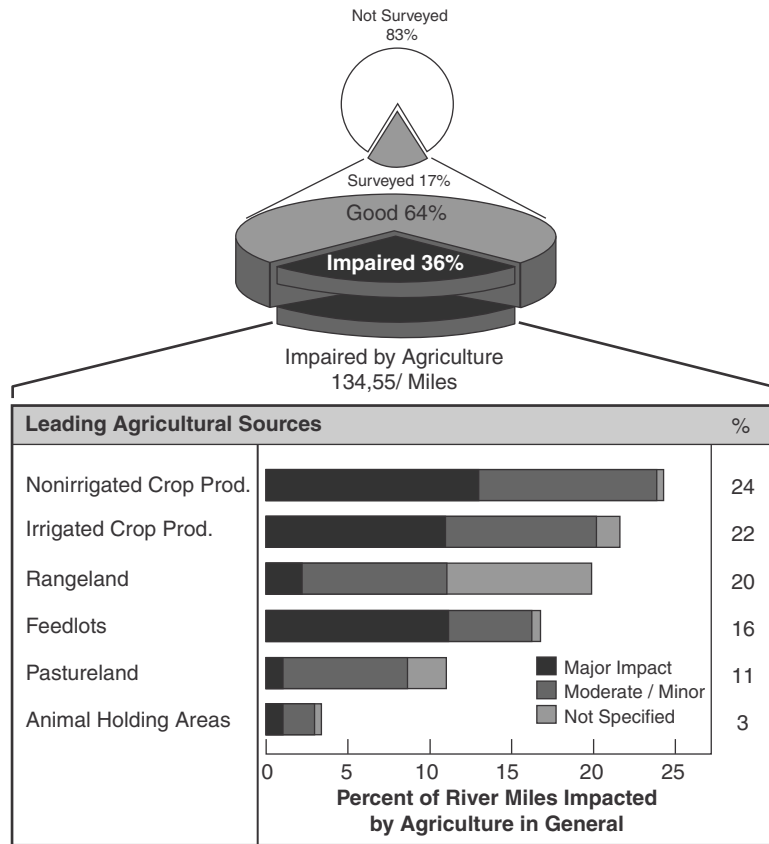 Not Surveyed
83%
Surveyed 17%
Good 64%
Impaired 36%
Impaired by Agriculture
134,55/ Miles
Leading Agricultural Sources %
Nonirrigated Crop Prod. 24
Irrigated Crop Prod. 22
Rangeland 20
Feedlots 16
Pastureland 11
Animal Holding Areas 3
Major Impact
Moderate / Minor
Not Specified
0 5 10 15 20 25
Percent of River Miles Impacted
by Agriculture in General